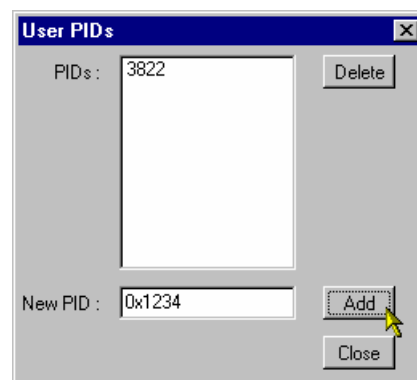 User PIDs
PIDs :
3822
Delete
New PID :
0x1234
Add
Close